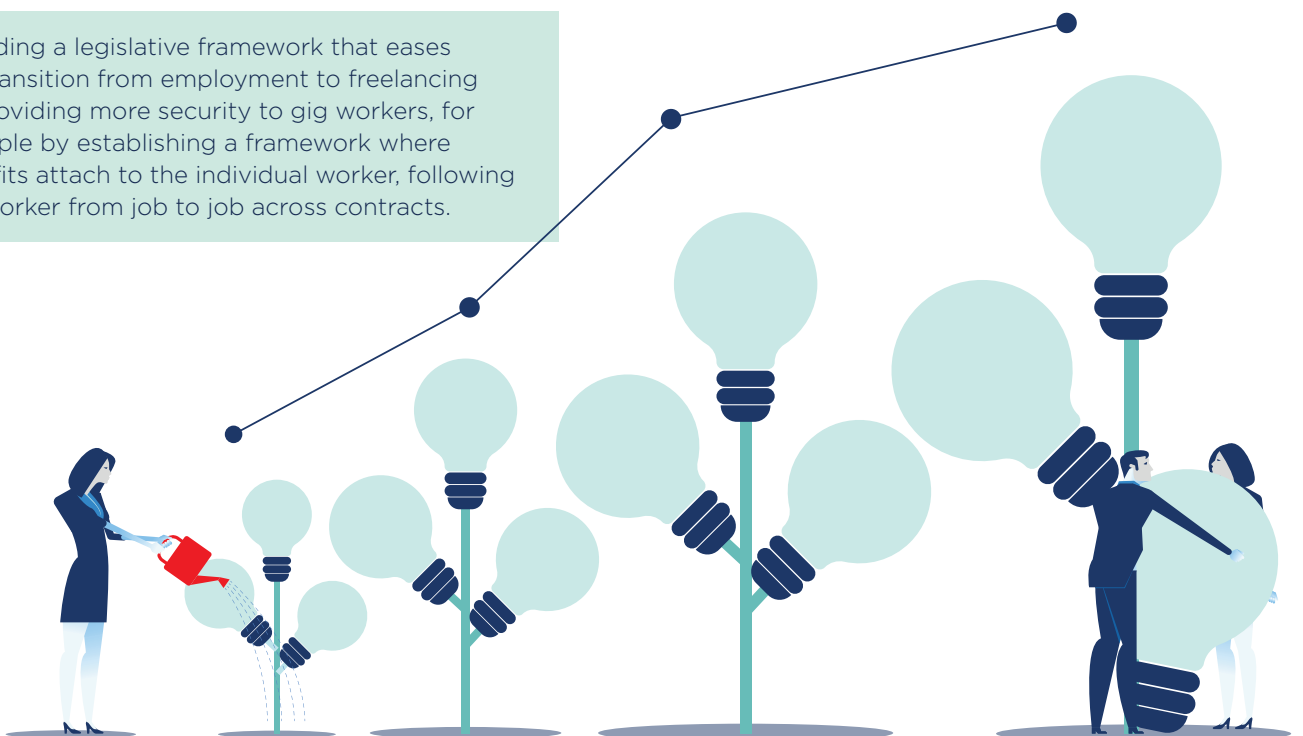 ding a legislative framework that eases
ansition from employment to freelancing
oviding more security to gig workers, for
ple by establishing a framework where
fits attach to the individual worker, following
orker from job to job across contracts.